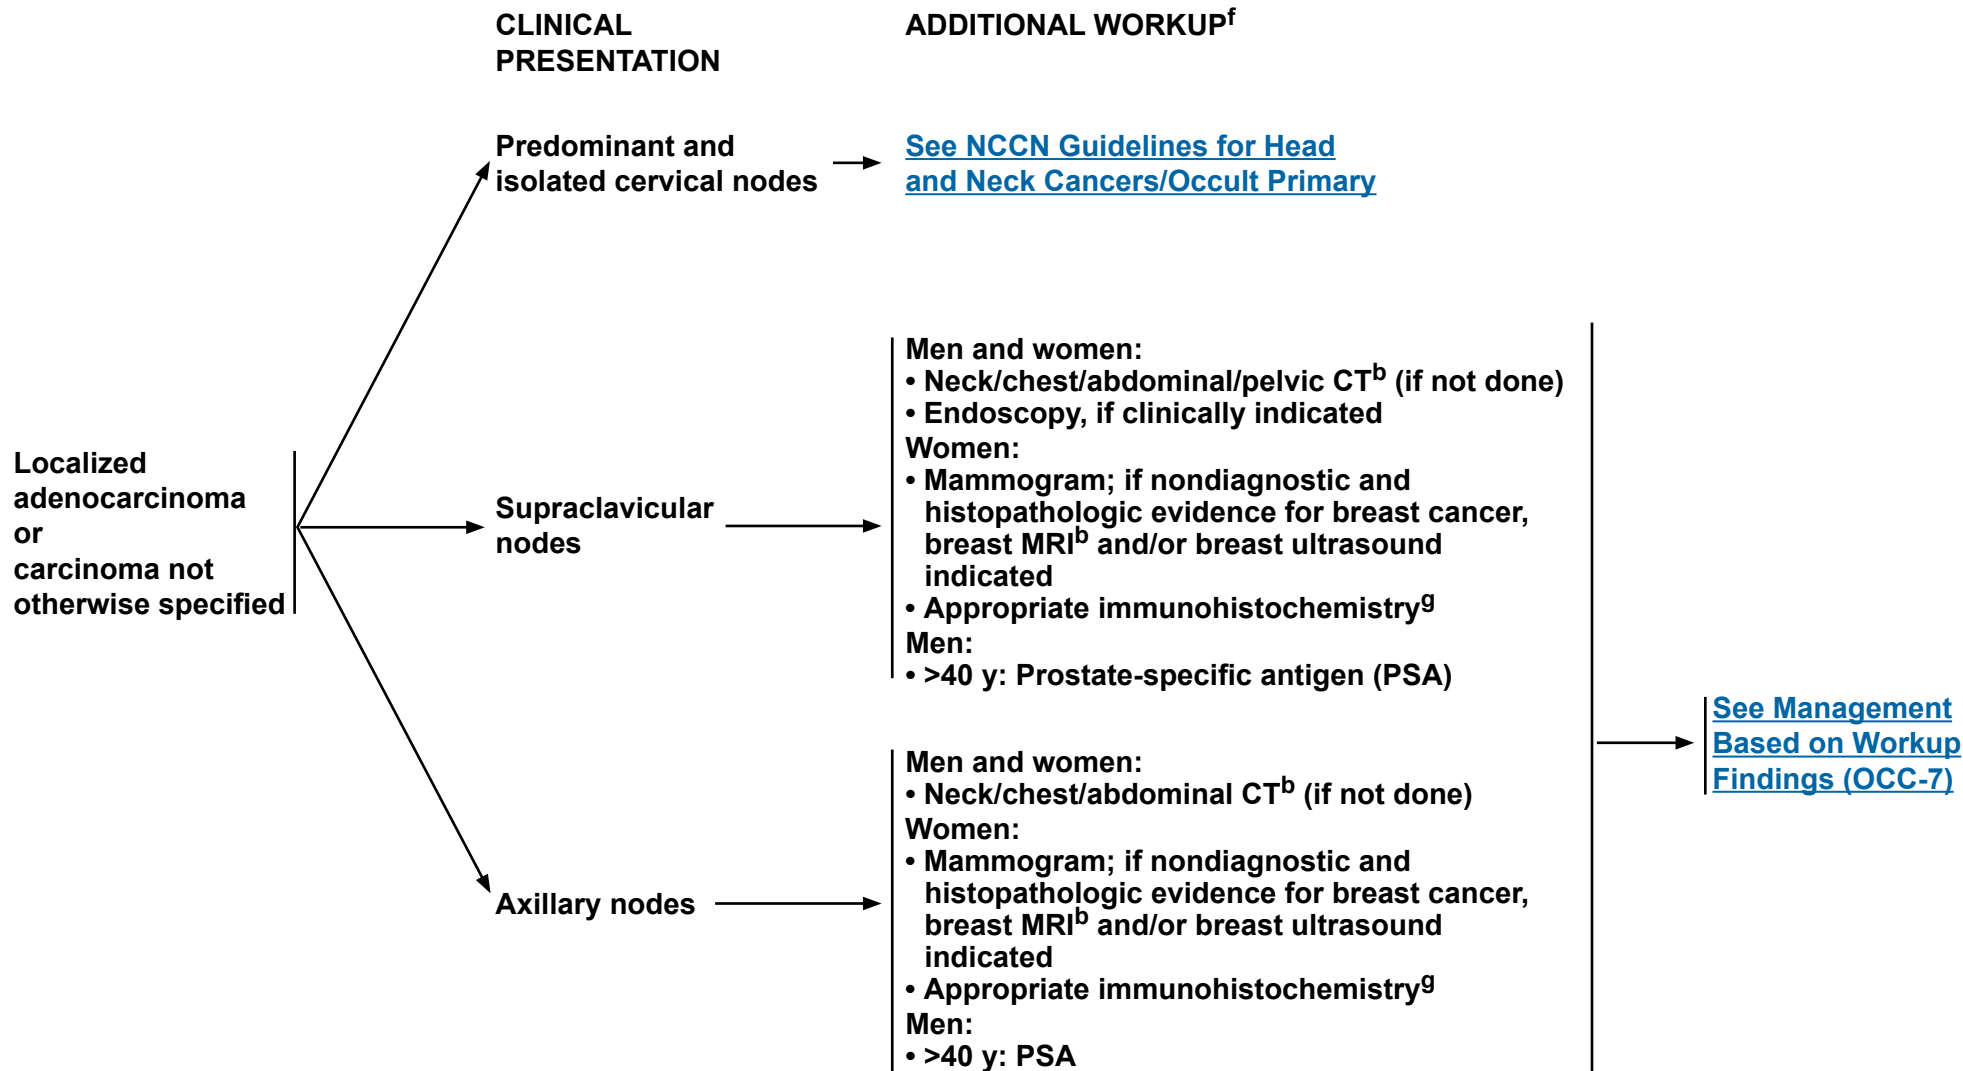 CLINICAL
PRESENTATION
ADDITIONAL WORKUPf
Predominant and
isolated cervical nodes
See NCCN Guidelines for Head
and Neck Cancers/Occult Primary
Localized
adenocarcinoma
or
carcinoma not
otherwise specified
Supraclavicular
nodes
Men and women:
• Neck/chest/abdominal/pelvic CTb (if not done)
• Endoscopy, if clinically indicated
Women:
• Mammogram; if nondiagnostic and
histopathologic evidence for breast cancer,
breast MRIb and/or breast ultrasound
indicated
• Appropriate immunohistochemistryg
Men:
• >40 y: Prostate-specific antigen (PSA)
Axillary nodes
Men and women:
• Neck/chest/abdominal CTb (if not done)
Women:
• Mammogram; if nondiagnostic and
histopathologic evidence for breast cancer,
breast MRIb and/or breast ultrasound
indicated
• Appropriate immunohistochemistryg
Men:
• >40 y: PSA
See Management
Based on Workup
Findings (OCC-7)